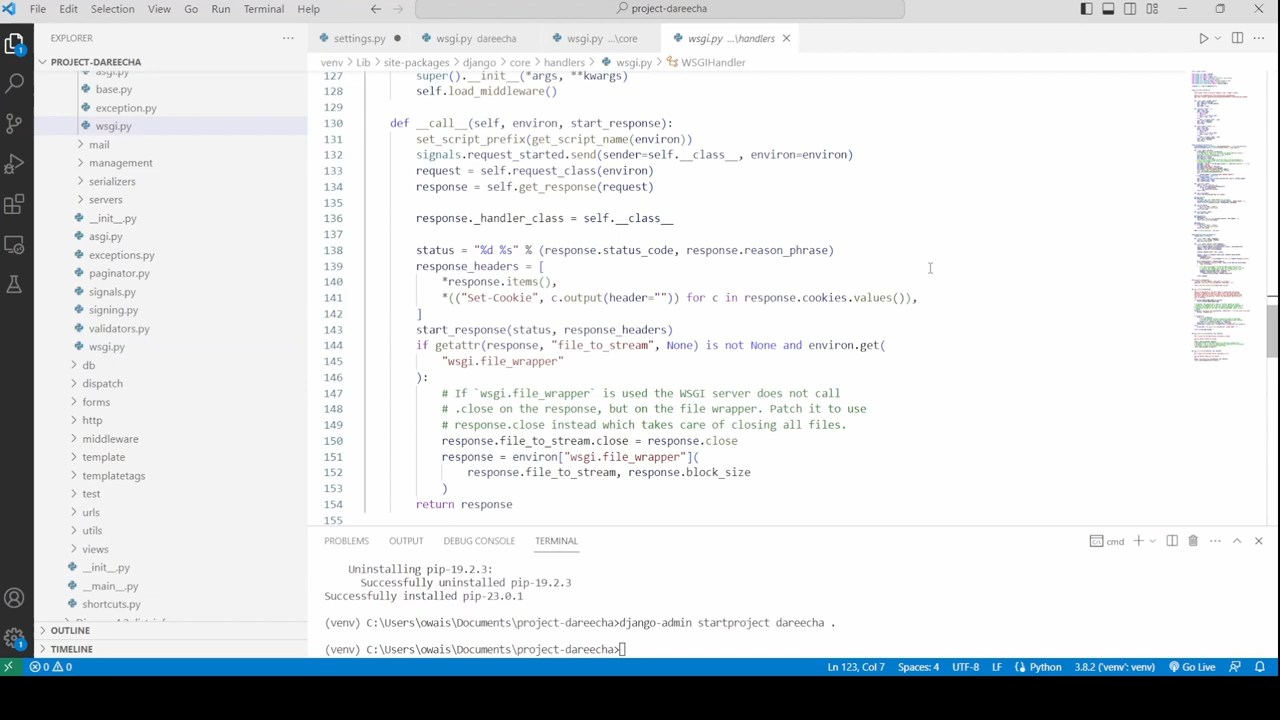 File Edit Selection View Go Run Terminal Help
project-dareecha
EXPLORER
settings.py
wsgi.py dareecha
wsgi.py ...\core
wsgi.py ...\handlers
PROJECT-DAREECHA
venv > Lib > site-packages > django > core > handlers > wsgi.py > WSGIHandler
asgi.py
base.py
exception.py
wsgi.py
mail
management
serializers
servers
__init__.py
asgi.py
exceptions.py
paginator.py
signals.py
signing.py
validators.py
wsgi.py
db
dispatch
forms
http
middleware
template
templatetags
test
urls
utils
views
__init__.py
__main__.py
shortcuts.py
OUTLINE
TIMELINE
127 super().__init__(*args, **kwargs)
128 self.load_middleware()
129
130 def __call__(self, environ, start_response):
131 set_script_prefix(get_script_name(environ))
132 signals.request_started.send(sender=self.__class__, environ=environ)
133 request = self.request_class(environ)
134 response = self.get_response(request)
135
136 response._handler_class = self.__class__
137
138 status = "%d %s" % (response.status_code, response.reason_phrase)
139 response_headers = [
140 *response.items(),
141 *(("Set-Cookie", c.output(header="")) for c in response.cookies.values()),
142 ]
143 start_response(status, response_headers)
144 if getattr(response, "file_to_stream", None) is not None and environ.get(
145 "wsgi.file_wrapper"
146 ):
147 # If `wsgi.file_wrapper` is used the WSGI server does not call
148 # .close on the response, but on the file wrapper. Patch it to use
149 # response.close instead which takes care of closing all files.
150 response.file_to_stream.close = response.close
151 response = environ["wsgi.file_wrapper"](
152 response.file_to_stream, response.block_size
153 )
154 return response
155
PROBLEMS OUTPUT DEBUG CONSOLE TERMINAL
cmd
Uninstalling pip-19.2.3:
Successfully uninstalled pip-19.2.3
Successfully installed pip-23.0.1
(venv) C:\Users\owais\Documents\project-dareecha>django-admin startproject dareecha .
(venv) C:\Users\owais\Documents\project-dareecha>
0 0
Ln 123, Col 7 Spaces: 4 UTF-8 LF Python 3.8.2 ('venv': venv) Go Live